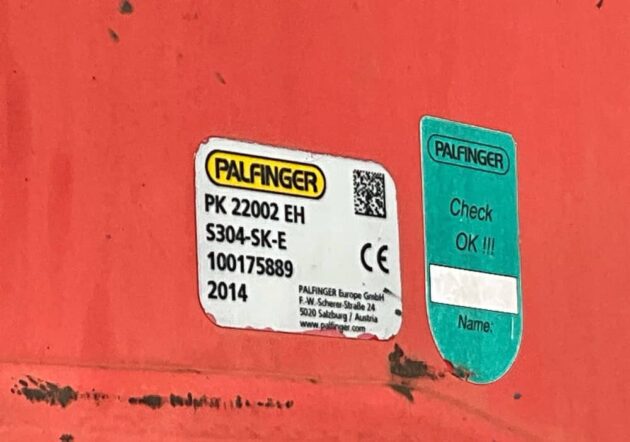 PALFINGER
PK 22002 EH
S304-SK-E
100175889
2014
PALFINGER Europe GmbH
F.-W.-Scherer-Straße 24
5020 Salzburg / Austria
www.palfinger.com
CE
PALFINGER
Check
OK !!!
Name: